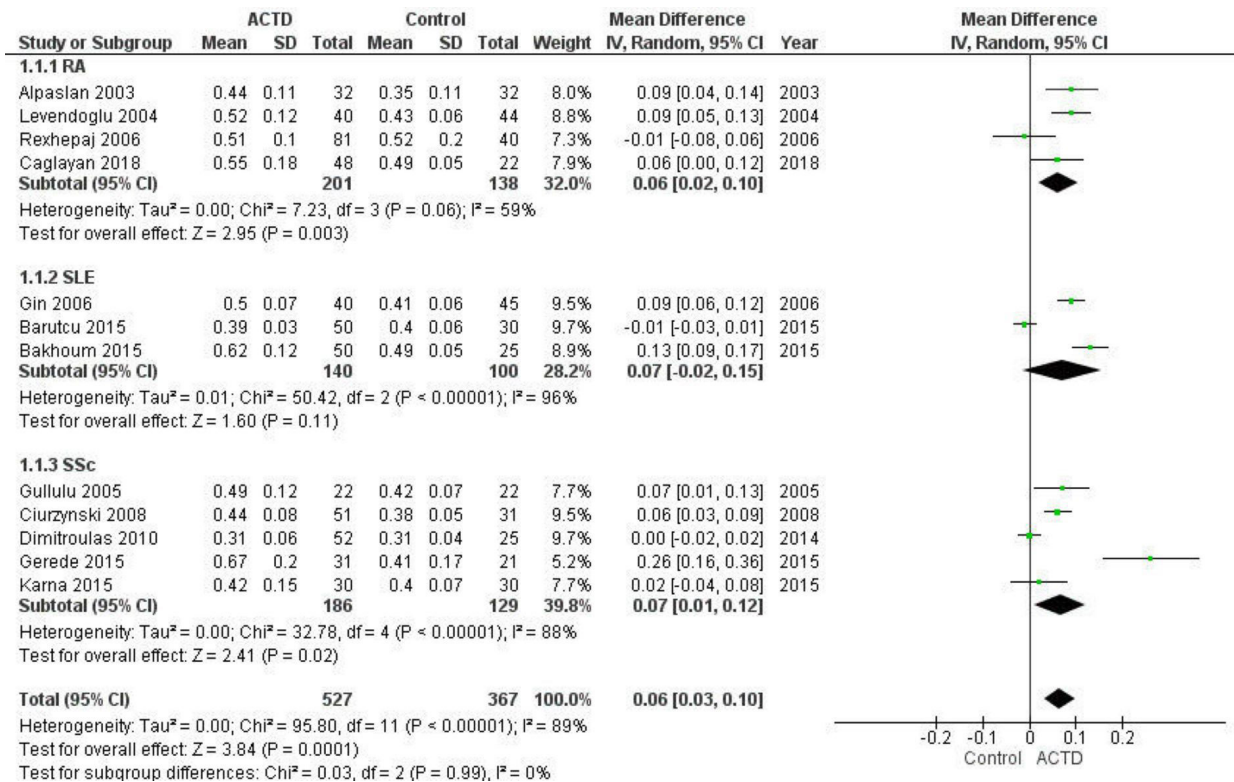 ACTD Control Mean Difference Mean Difference
Study or Subgroup Mean SD Total Mean SD Total Weight IV, Random, 95% CI Year IV, Random, 95% CI
1.1.1 RA
Alpaslan 2003 0.44 0.11 32 0.35 0.11 32 8.0% 0.09 [0.04, 0.14] 2003
Levendoglu 2004 0.52 0.12 40 0.43 0.06 44 8.8% 0.09 [0.05, 0.13] 2004
Rexhepaj 2006 0.51 0.1 81 0.52 0.2 40 7.3% -0.01 [-0.08, 0.06] 2006
Caglayan 2018 0.55 0.18 48 0.49 0.05 22 7.9% 0.06 [0.00, 0.12] 2018
Subtotal (95% CI) 201 138 32.0% 0.06 [0.02, 0.10]
Heterogeneity: Tau² = 0.00; Chi² = 7.23, df = 3 (P = 0.06); I² = 59%
Test for overall effect: Z = 2.95 (P = 0.003)
1.1.2 SLE
Gin 2006 0.5 0.07 40 0.41 0.06 45 9.5% 0.09 [0.06, 0.12] 2006
Barutcu 2015 0.39 0.03 50 0.4 0.06 30 9.7% -0.01 [-0.03, 0.01] 2015
Bakhoum 2015 0.62 0.12 50 0.49 0.05 25 8.9% 0.13 [0.09, 0.17] 2015
Subtotal (95% CI) 140 100 28.2% 0.07 [-0.02, 0.15]
Heterogeneity: Tau² = 0.01; Chi² = 50.42, df = 2 (P < 0.00001); I² = 96%
Test for overall effect: Z = 1.60 (P = 0.11)
1.1.3 SSc
Gullulu 2005 0.49 0.12 22 0.42 0.07 22 7.7% 0.07 [0.01, 0.13] 2005
Ciurzynski 2008 0.44 0.08 51 0.38 0.05 31 9.5% 0.06 [0.03, 0.09] 2008
Dimitroulas 2010 0.31 0.06 52 0.31 0.04 25 9.7% 0.00 [-0.02, 0.02] 2014
Gerede 2015 0.67 0.2 31 0.41 0.17 21 5.2% 0.26 [0.16, 0.36] 2015
Karna 2015 0.42 0.15 30 0.4 0.07 30 7.7% 0.02 [-0.04, 0.08] 2015
Subtotal (95% CI) 186 129 39.8% 0.07 [0.01, 0.12]
Heterogeneity: Tau² = 0.00; Chi² = 32.78, df = 4 (P < 0.00001); I² = 88%
Test for overall effect: Z = 2.41 (P = 0.02)
Total (95% CI) 527 367 100.0% 0.06 [0.03, 0.10]
Heterogeneity: Tau² = 0.00; Chi² = 95.80, df = 11 (P < 0.00001); I² = 89%
Test for overall effect: Z = 3.84 (P = 0.0001)
Test for subgroup differences: Chi² = 0.03, df = 2 (P = 0.99), I² = 0%
-0.2 -0.1 0 0.1 0.2
Control ACTD